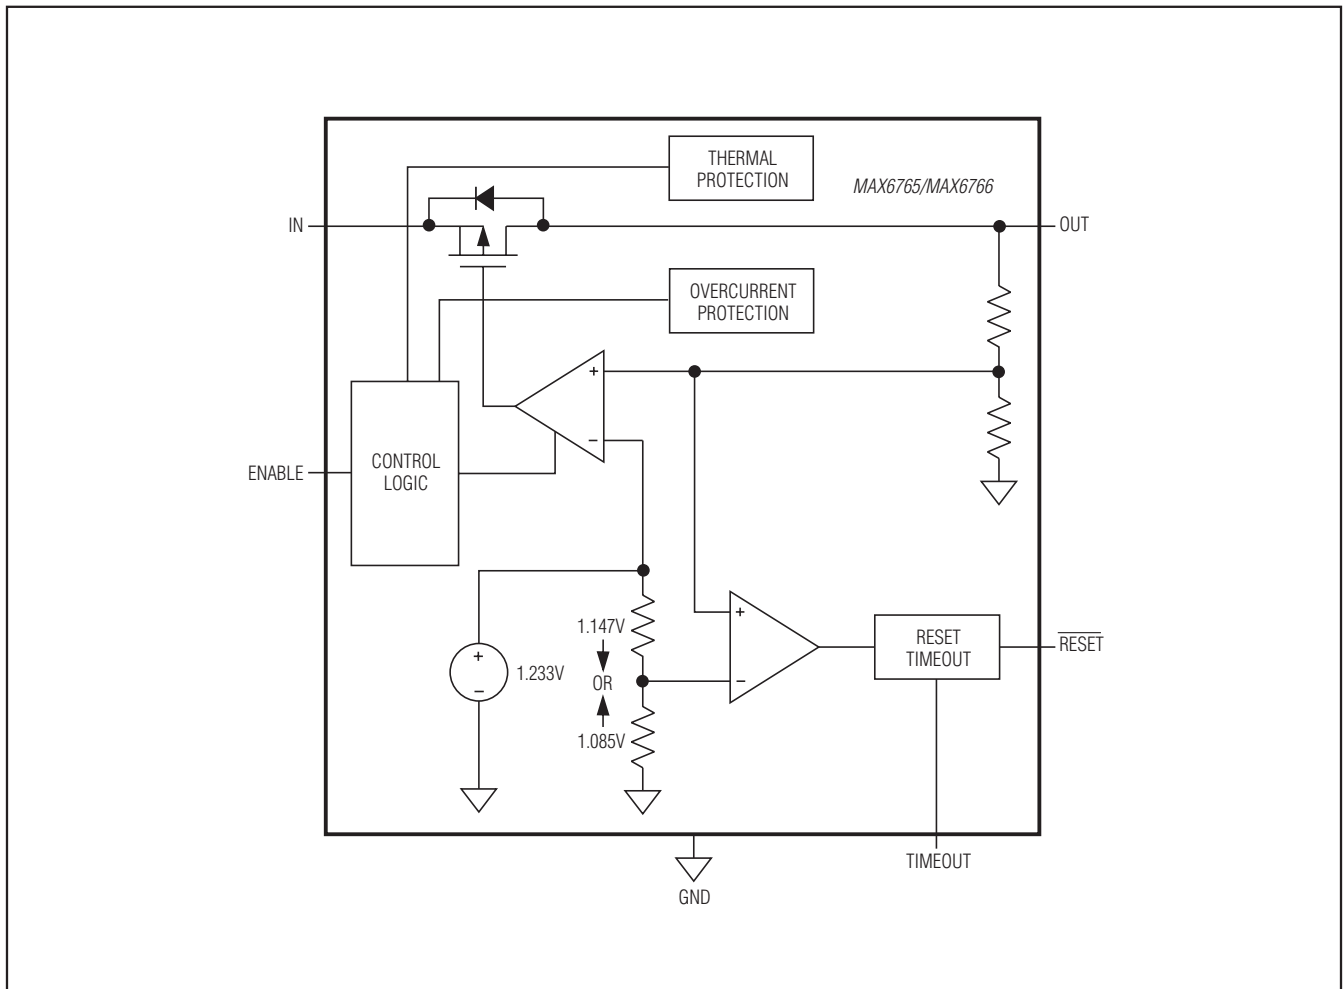 THERMAL
PROTECTION
MAX6765/MAX6766
IN
OUT
OVERCURRENT
PROTECTION
+
−
CONTROL
LOGIC
ENABLE
1.147V
+
RESET
TIMEOUT
RESET
+
1.233V
OR
−
−
1.085V
TIMEOUT
GND